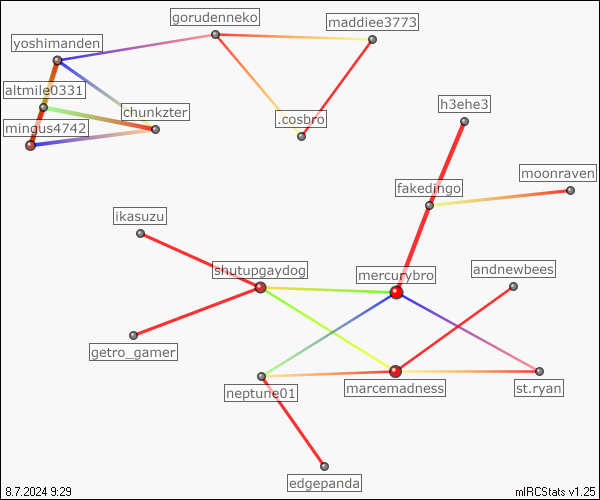 gorudenneko
maddiee3773
yoshimanden
altmile0331
chunkzter
mingus4742
.cosbro
h3ehe3
moonraven
fakedingo
ikasuzu
shutupgaydog
mercurybro
andnewbees
getro_gamer
neptune01
marcemadness
st.ryan
edgepanda
8.7.2024 9:29
mIRCStats v1.25